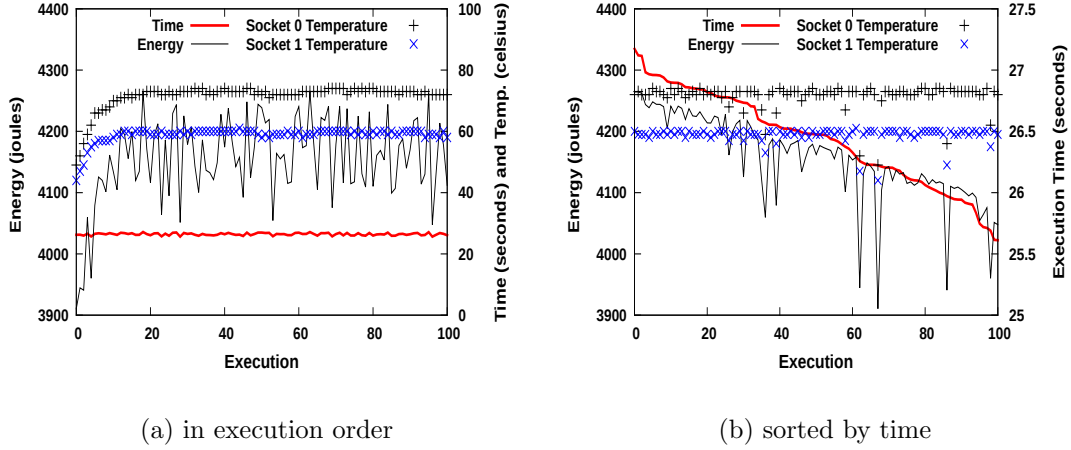 4400
4300
4200
4100
4000
3900
100
80
60
40
20
0
0 20 40 60 80 100
Time
Energy
Socket 0 Temperature
Socket 1 Temperature
Energy (joules)
Time (seconds) and Temp. (celsius)
Execution
(a) in execution order
4400
4300
4200
4100
4000
3900
27.5
27
26.5
26
25.5
25
0 20 40 60 80 100
Time
Energy
Socket 0 Temperature
Socket 1 Temperature
Energy (joules)
Execution Time (seconds)
Execution
(b) sorted by time